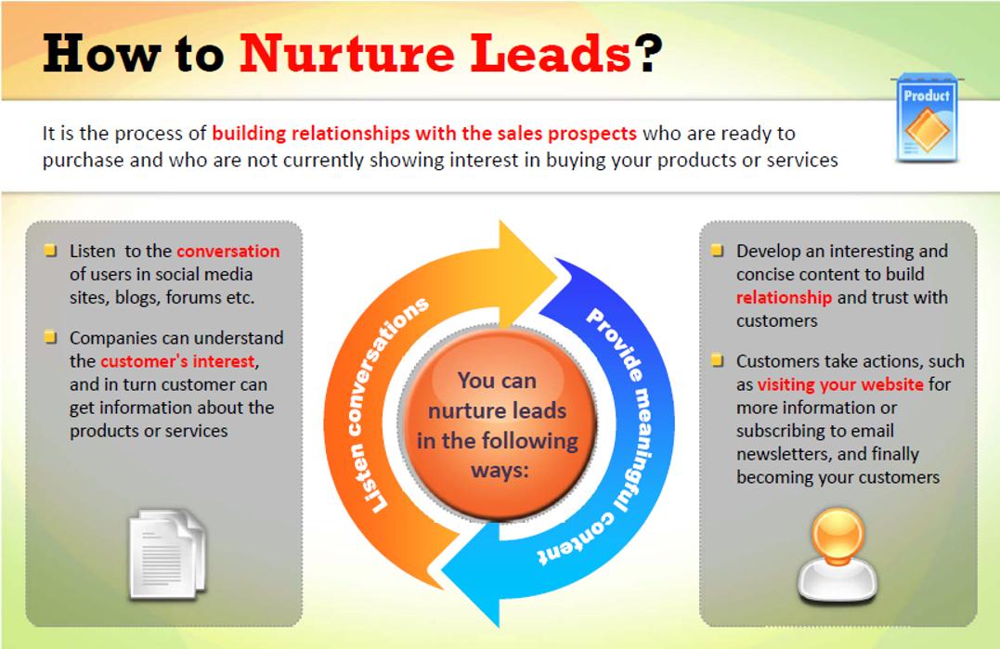 How to Nurture Leads?
Product
It is the process of building relationships with the sales prospects who are ready to
purchase and who are not currently showing interest in buying your products or services
Listen to the conversation
of users in social media
sites, blogs, forums etc.
Companies can understand
the customer's interest,
and in turn customer can
get information about the
products or services
Listen conversations
You can
nurture leads
in the following
ways:
Provide meaningful content
Develop an interesting and
concise content to build
relationship and trust with
customers
Customers take actions, such
as visiting your website for
more information or
subscribing to email
newsletters, and finally
becoming your customers